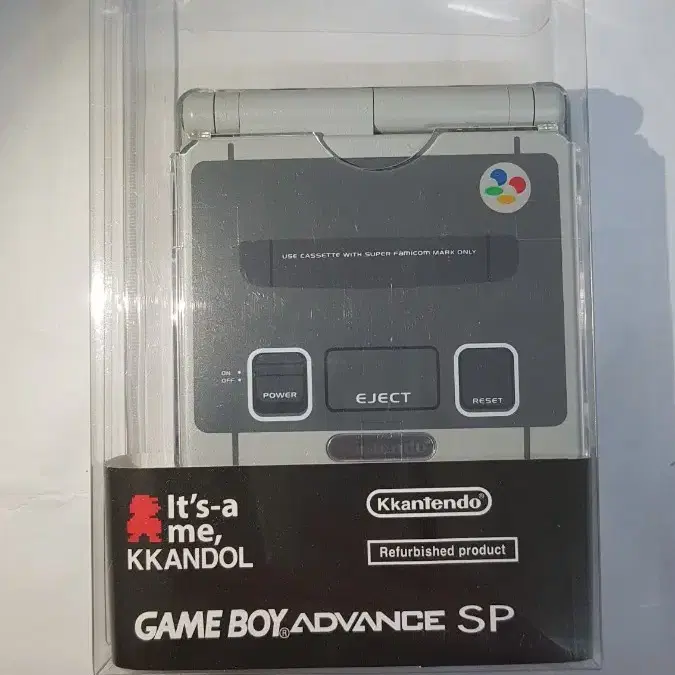 USE CASSETTE WITH SUPER FAMICOM MARK ONLY
ON
OFF
POWER
EJECT
RESET
Nintendo
It's-a
me,
KKANDOL
Kkantendo®
Refurbished product
GAME BOY® ADVANCE SP